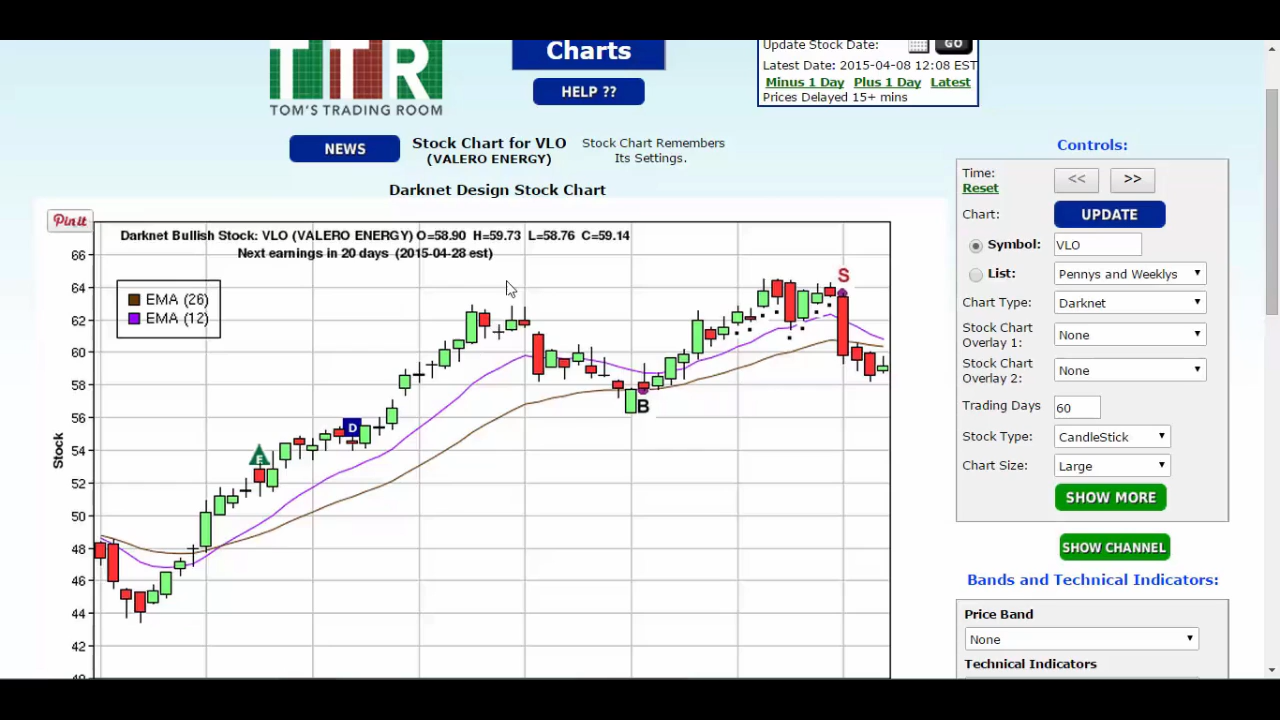 TTR
TOM'S TRADING ROOM
Charts
HELP ??
Update Stock Date:
GO
Latest Date: 2015-04-08 12:08 EST
Minus 1 Day Plus 1 Day Latest
Prices Delayed 15+ mins
NEWS
Stock Chart for VLO
(VALERO ENERGY)
Stock Chart Remembers
Its Settings.
Darknet Design Stock Chart
Pin it
Darknet Bullish Stock: VLO (VALERO ENERGY) O=58.90 H=59.73 L=58.76 C=59.14
Next earnings in 20 days (2015-04-28 est)
EMA (26)
EMA (12)
Stock
66
64
62
60
58
56
54
52
50
48
46
44
42
E
D
B
S
Controls:
Time:
Reset
<<
>>
Chart:
UPDATE
Symbol:
VLO
List:
Pennys and Weeklys
Chart Type:
Darknet
Stock Chart
Overlay 1:
None
Stock Chart
Overlay 2:
None
Trading Days
60
Stock Type:
CandleStick
Chart Size:
Large
SHOW MORE
SHOW CHANNEL
Bands and Technical Indicators:
Price Band
None
Technical Indicators